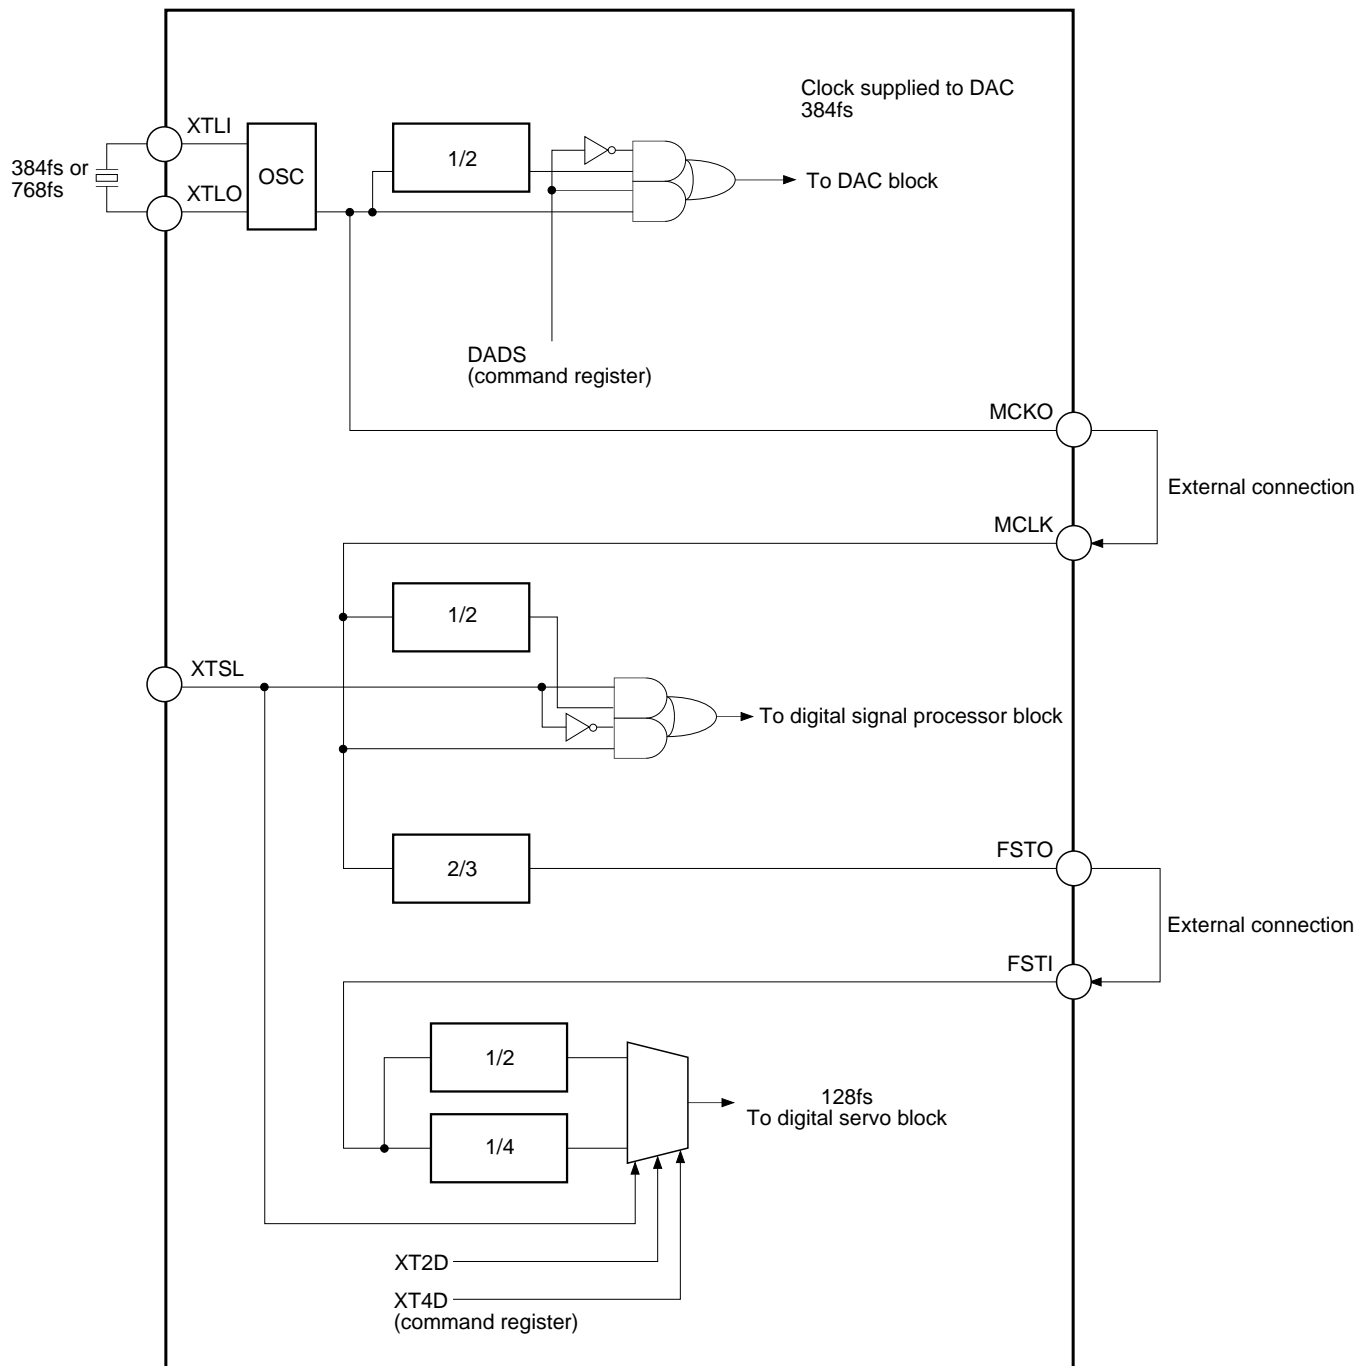 Clock supplied to DAC
384fs
XTLI
384fs or
768fs
OSC
1/2
To DAC block
XTLO
DADS
(command register)
MCKO
External connection
MCLK
1/2
XTSL
To digital signal processor block
FSTO
2/3
External connection
FSTI
1/2
128fs
To digital servo block
1/4
XT2D
XT4D
(command register)